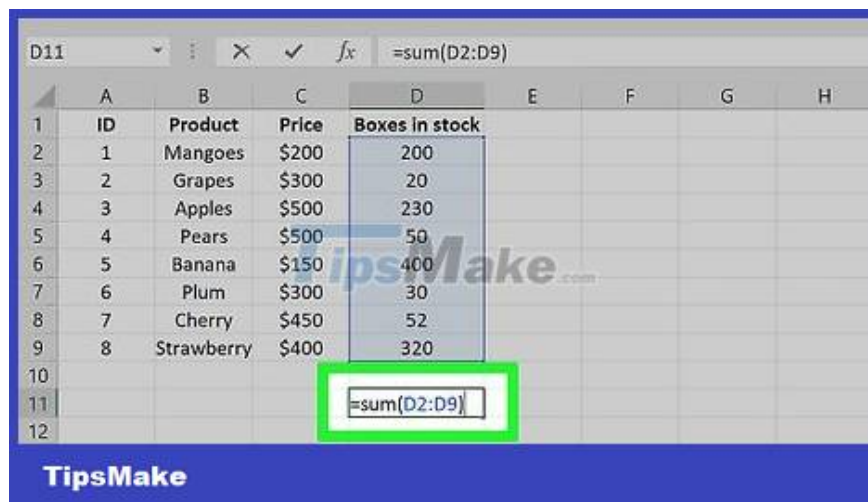 D11 fx =sum(D2:D9)
A B C D E F G H
1 ID Product Price Boxes in stock
2 1 Mangoes $200 200
3 2 Grapes $300 20
4 3 Apples $500 230
5 4 Pears $500 50
6 5 Banana $150 400
7 6 Plum $300 30
8 7 Cherry $450 52
9 8 Strawberry $400 320
10
11 =sum(D2:D9)
12
TipsMake.com
TipsMake